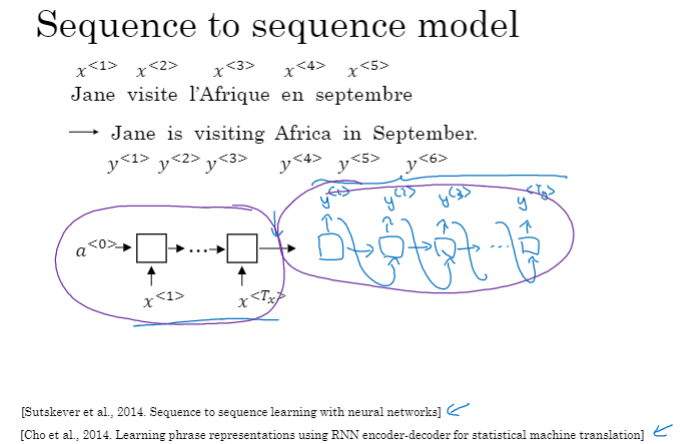 Sequence to sequence model
x<1> x<2> x<3> x<4> x<5>
Jane visite l'Afrique en septembre
→ Jane is visiting Africa in September.
y<1> y<2> y<3> y<4> y<5> y<6>
y<1> y<2> y<3> y<Ty>
a<0> → → ... → →
x<1> x<Tx>
[Sutskever et al., 2014. Sequence to sequence learning with neural networks]
[Cho et al., 2014. Learning phrase representations using RNN encoder-decoder for statistical machine translation]